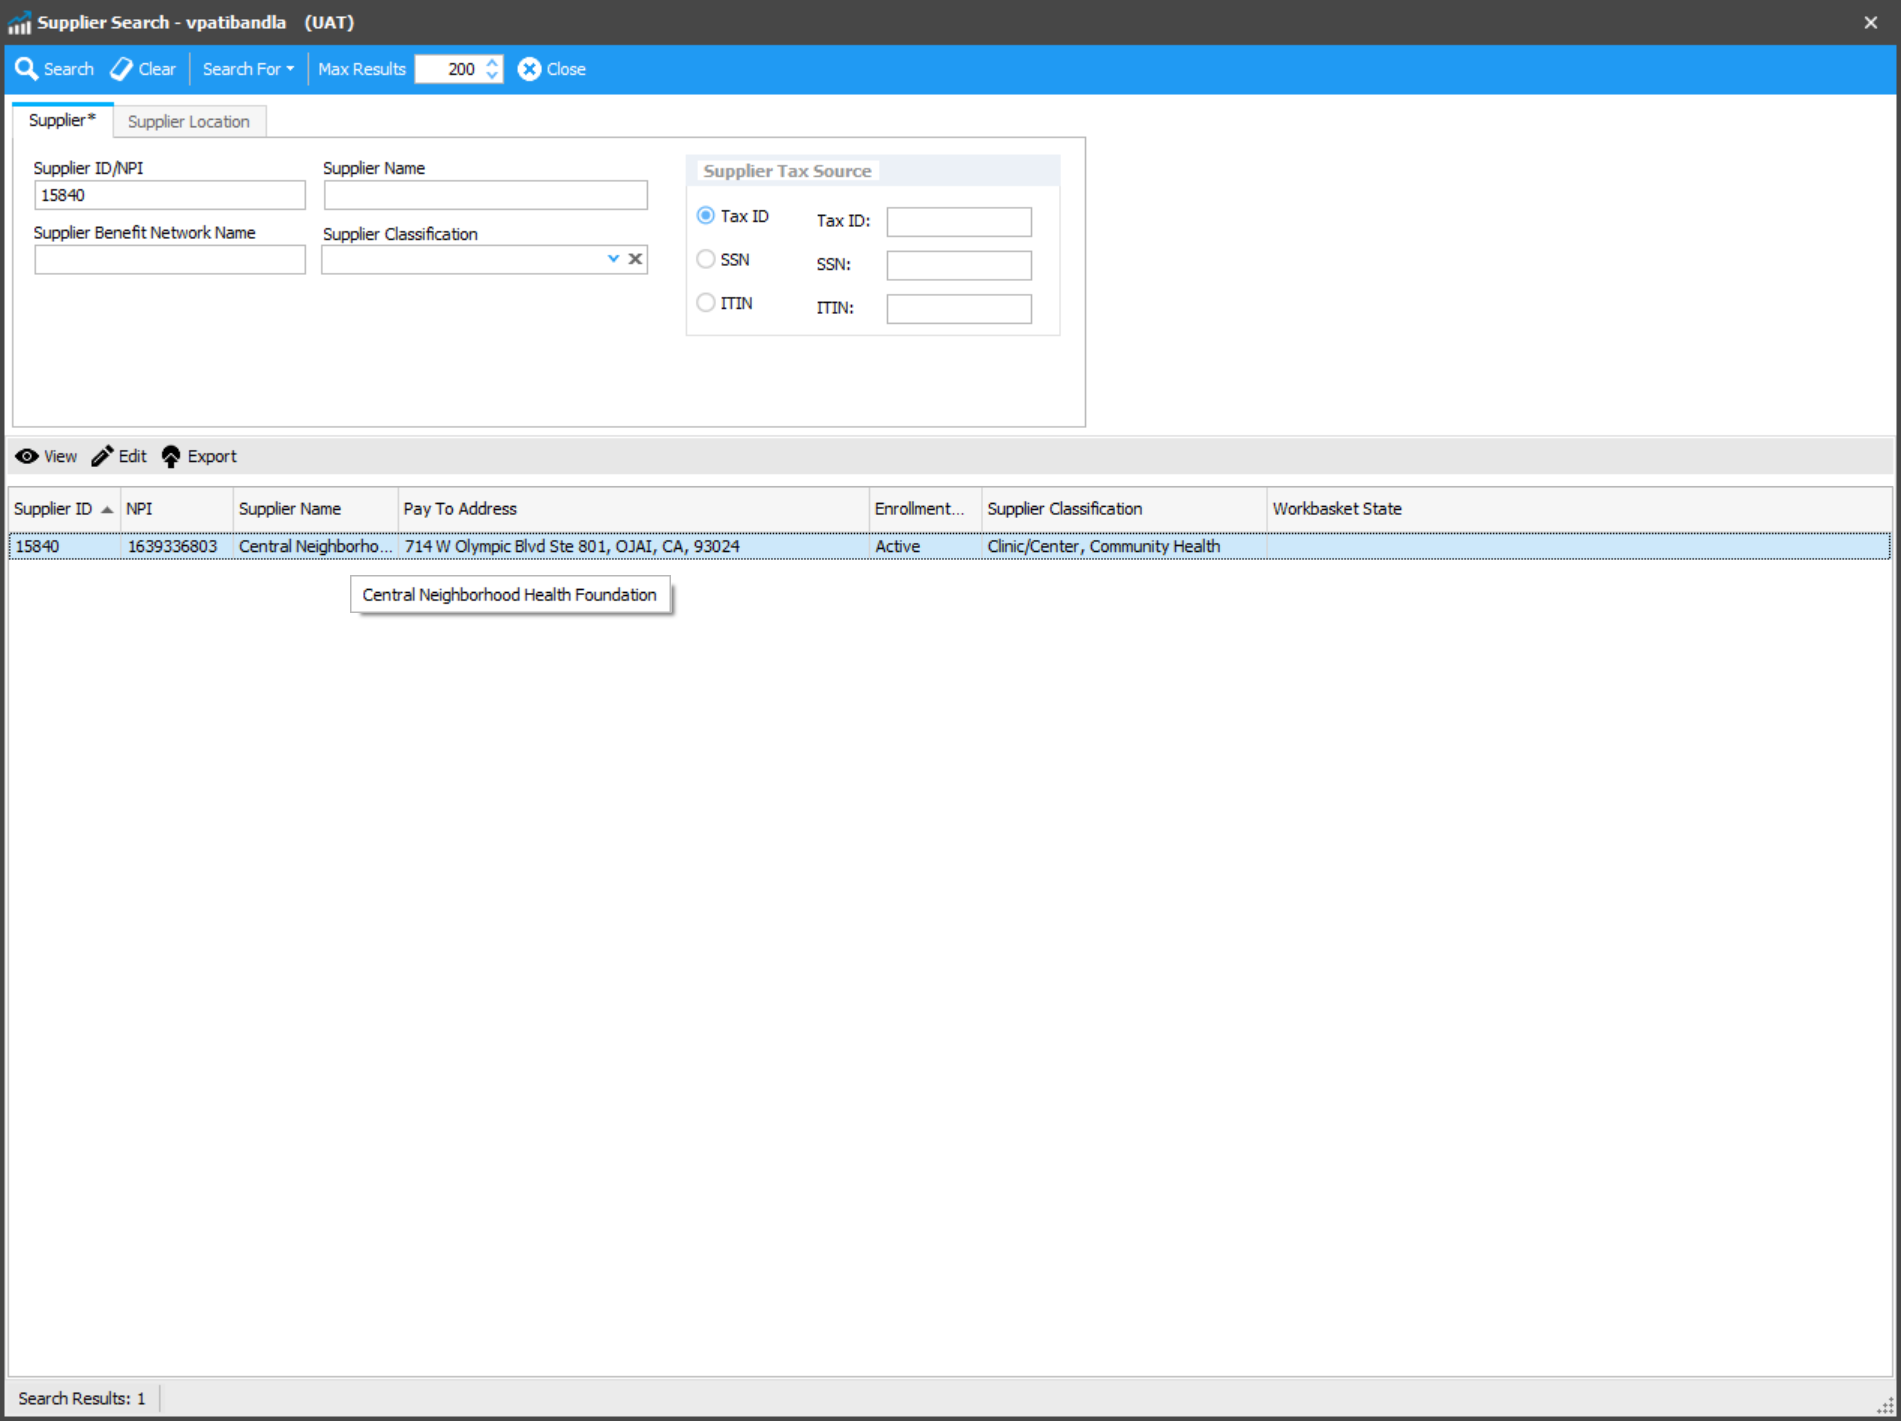 Supplier Search - vpatibandla (UAT)
Search Clear Search For Max Results 200 Close
Supplier* Supplier Location
Supplier ID/NPI Supplier Name Supplier Tax Source
15840
Tax ID Tax ID:
Supplier Benefit Network Name Supplier Classification
SSN SSN:
ITIN ITIN:
View Edit Export
Supplier ID NPI Supplier Name Pay To Address Enrollment... Supplier Classification Workbasket State
15840 1639336803 Central Neighborho... 714 W Olympic Blvd Ste 801, OJAI, CA, 93024 Active Clinic/Center, Community Health
Central Neighborhood Health Foundation
Search Results: 1